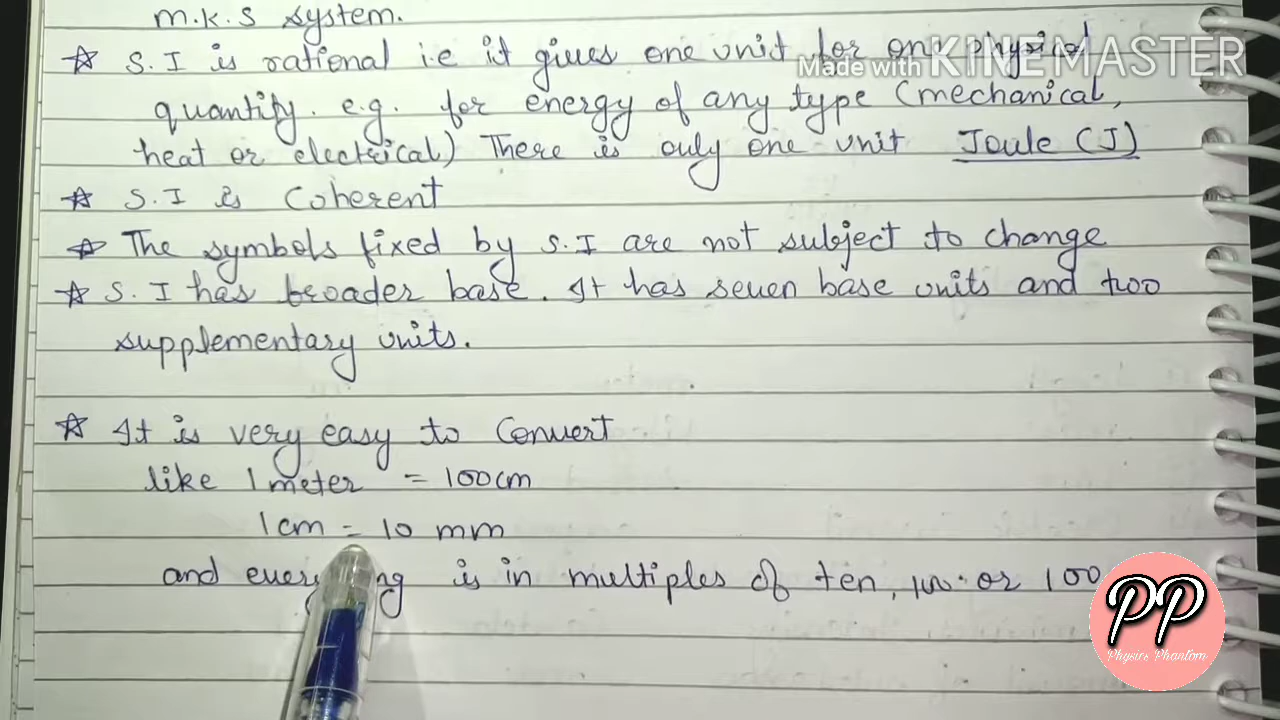 m.k.s system.
☆ S.I is rational i.e it gives one unit for one physical
Made with KINEMASTER
quantity. e.g. for energy of any type (mechanical,
heat or electrical) There is only one unit Joule (J)
☆ S.I is Coherent
☆ The symbols fixed by S.I are not subject to change
☆ S.I has broader base. It has seven base units and two
supplementary units.
☆ It is very easy to Convert
like 1 meter = 100cm
1cm = 10 mm
and is in multiples of ten, or 100
PP
Physics Phantom